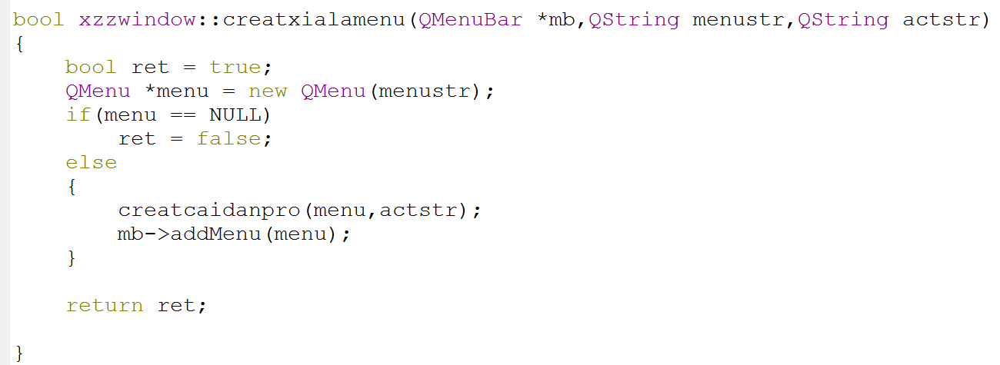 bool xzzwindow::creatxialamenu(QMenuBar *mb,QString menustr,QString actstr)
{
    bool ret = true;
    QMenu *menu = new QMenu(menustr);
    if(menu == NULL)
        ret = false;
    else
    {
        creatcaidanpro(menu,actstr);
        mb->addMenu(menu);
    }
    return ret;
}